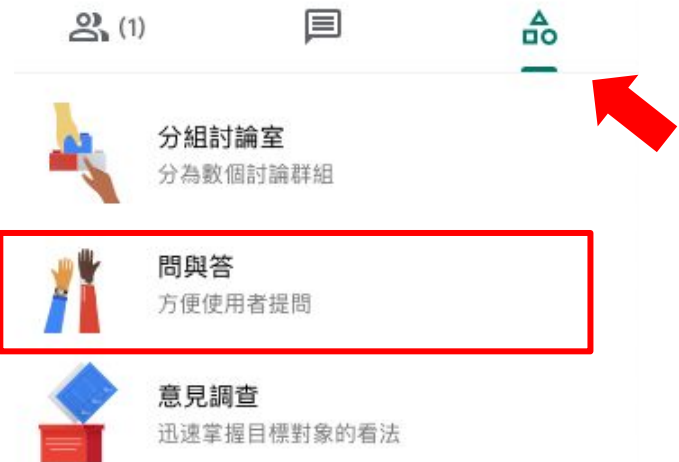 (1)
分組討論室
分為數個討論群組
問與答
方便使用者提問
意見調查
迅速掌握目標對象的看法